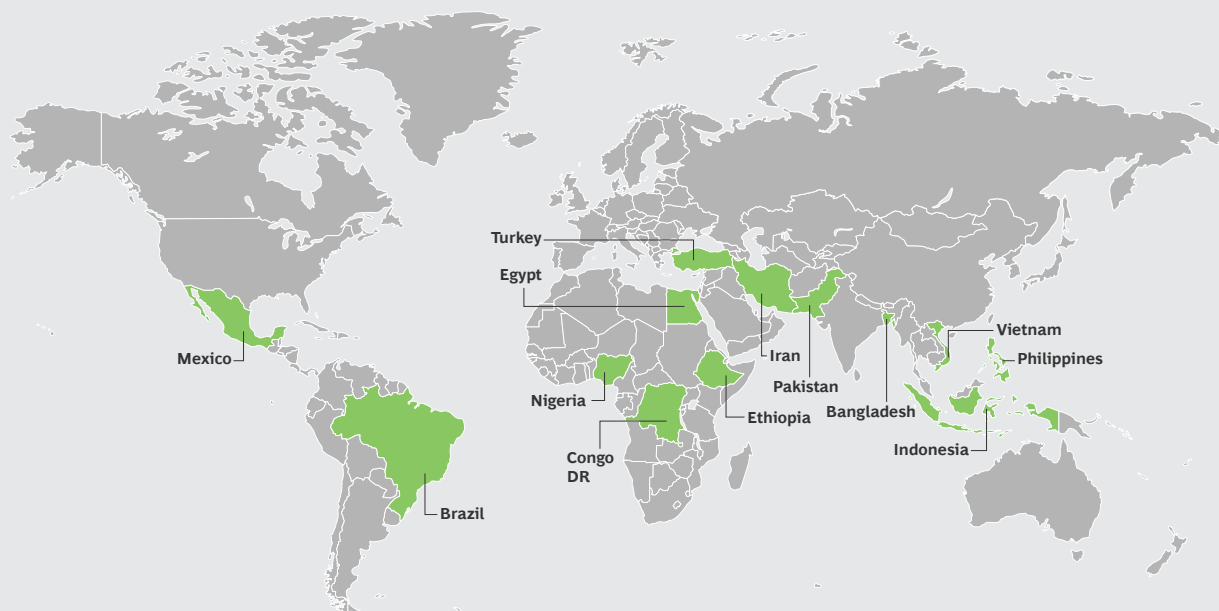 Turkey
Egypt
Vietnam
Mexico
Iran
Philippines
Pakistan
Nigeria
Ethiopia
Bangladesh
Indonesia
Congo
DR
Brazil